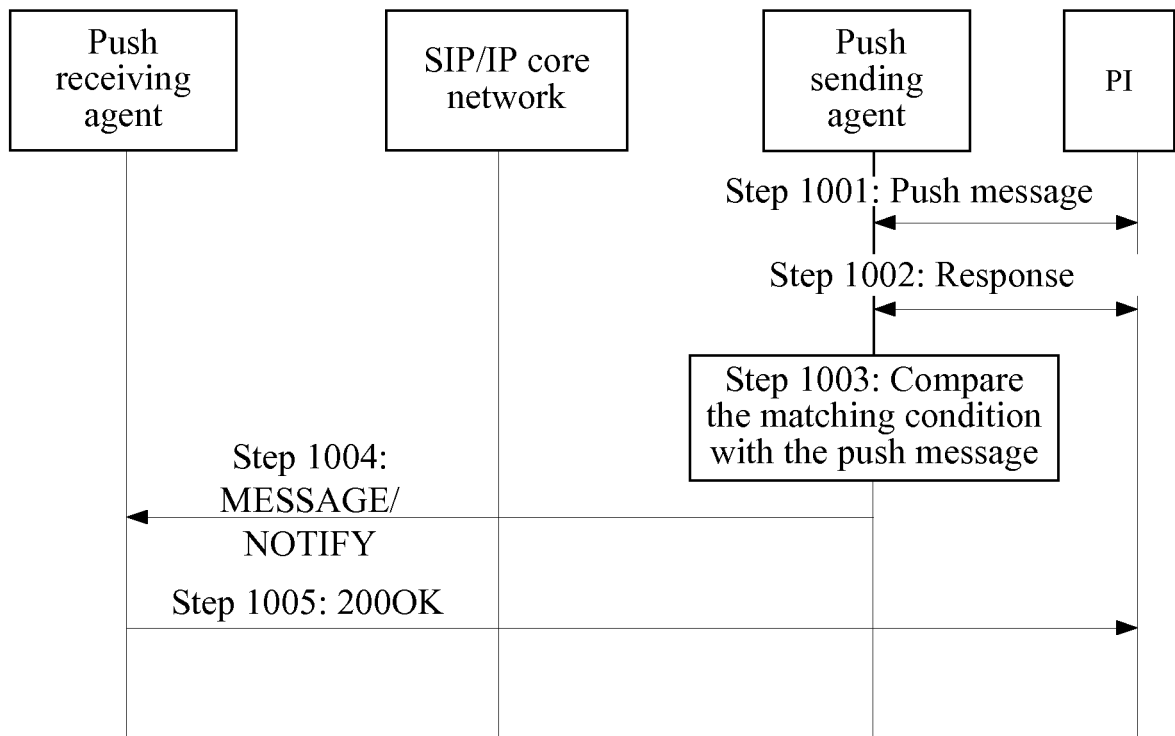 Push
receiving
agent
SIP/IP core
network
Push
sending
agent
PI
Step 1001: Push message
Step 1002: Response
Step 1003: Compare
the matching condition
with the push message
Step 1004:
MESSAGE/
NOTIFY
Step 1005: 200OK